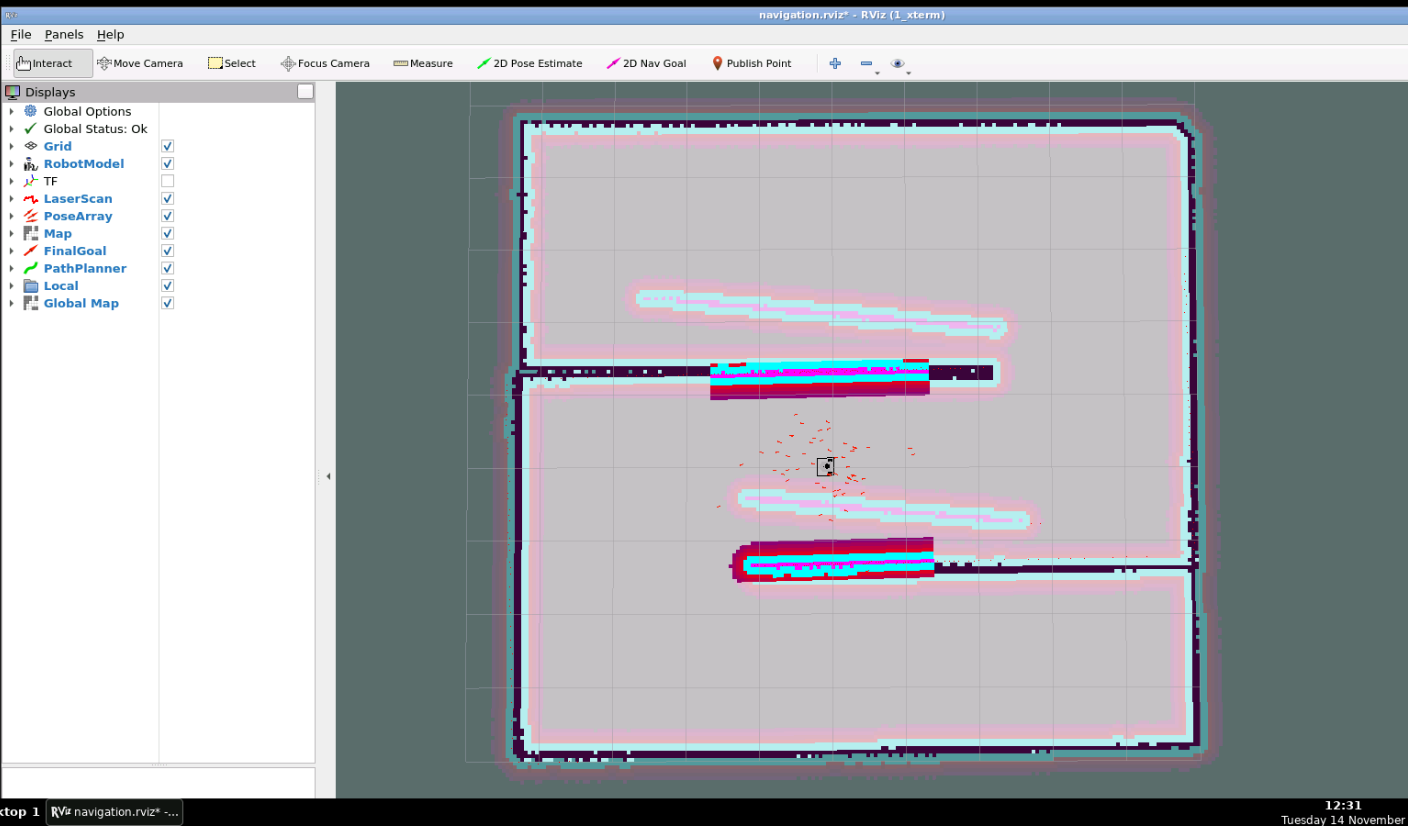 RViz navigation.rviz* - RViz (1_xterm)
File Panels Help
Interact Move Camera Select Focus Camera Measure 2D Pose Estimate 2D Nav Goal Publish Point
Displays
Global Options
Global Status: Ok
Grid
RobotModel
TF
LaserScan
PoseArray
Map
FinalGoal
PathPlanner
Local
Global Map
ktop 1 RViz navigation.rviz* -...
12:31
Tuesday 14 November